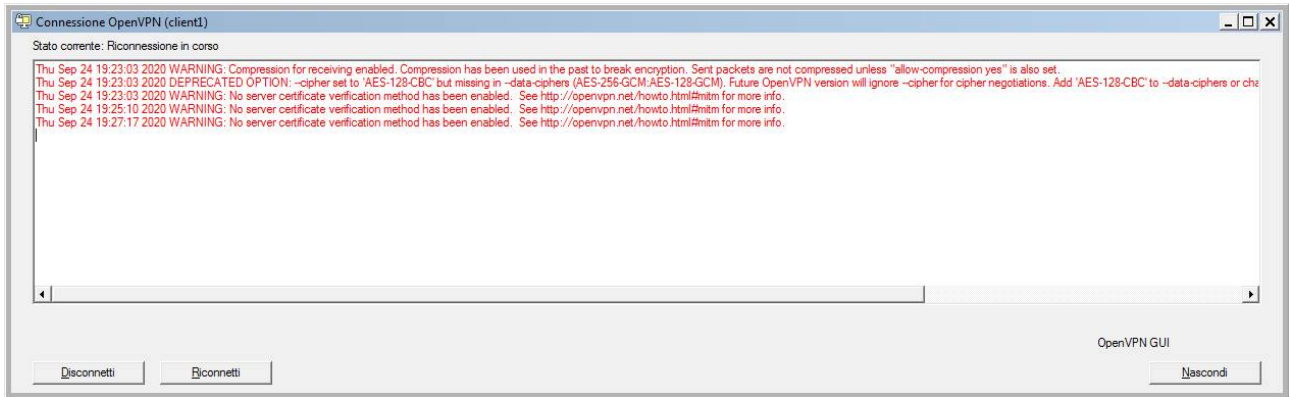 Connessione OpenVPN (client1)
Stato corrente: Riconnessione in corso
Thu Sep 24 19:23:03 2020 WARNING: Compression for receiving enabled. Compression has been used in the past to break encryption. Sent packets are not compressed unless "allow-compression yes" is also set.
Thu Sep 24 19:23:03 2020 DEPRECATED OPTION: --cipher set to 'AES-128-CBC' but missing in --data-ciphers (AES-256-GCM:AES-128-GCM). Future OpenVPN version will ignore --cipher for cipher negotiations. Add 'AES-128-CBC' to --data-ciphers or cha
Thu Sep 24 19:23:03 2020 WARNING: No server certificate verification method has been enabled.  See http://openvpn.net/howto.html#mitm for more info.
Thu Sep 24 19:25:10 2020 WARNING: No server certificate verification method has been enabled.  See http://openvpn.net/howto.html#mitm for more info.
Thu Sep 24 19:27:17 2020 WARNING: No server certificate verification method has been enabled.  See http://openvpn.net/howto.html#mitm for more info.
OpenVPN GUI
Disconnetti
Riconnetti
Nascondi